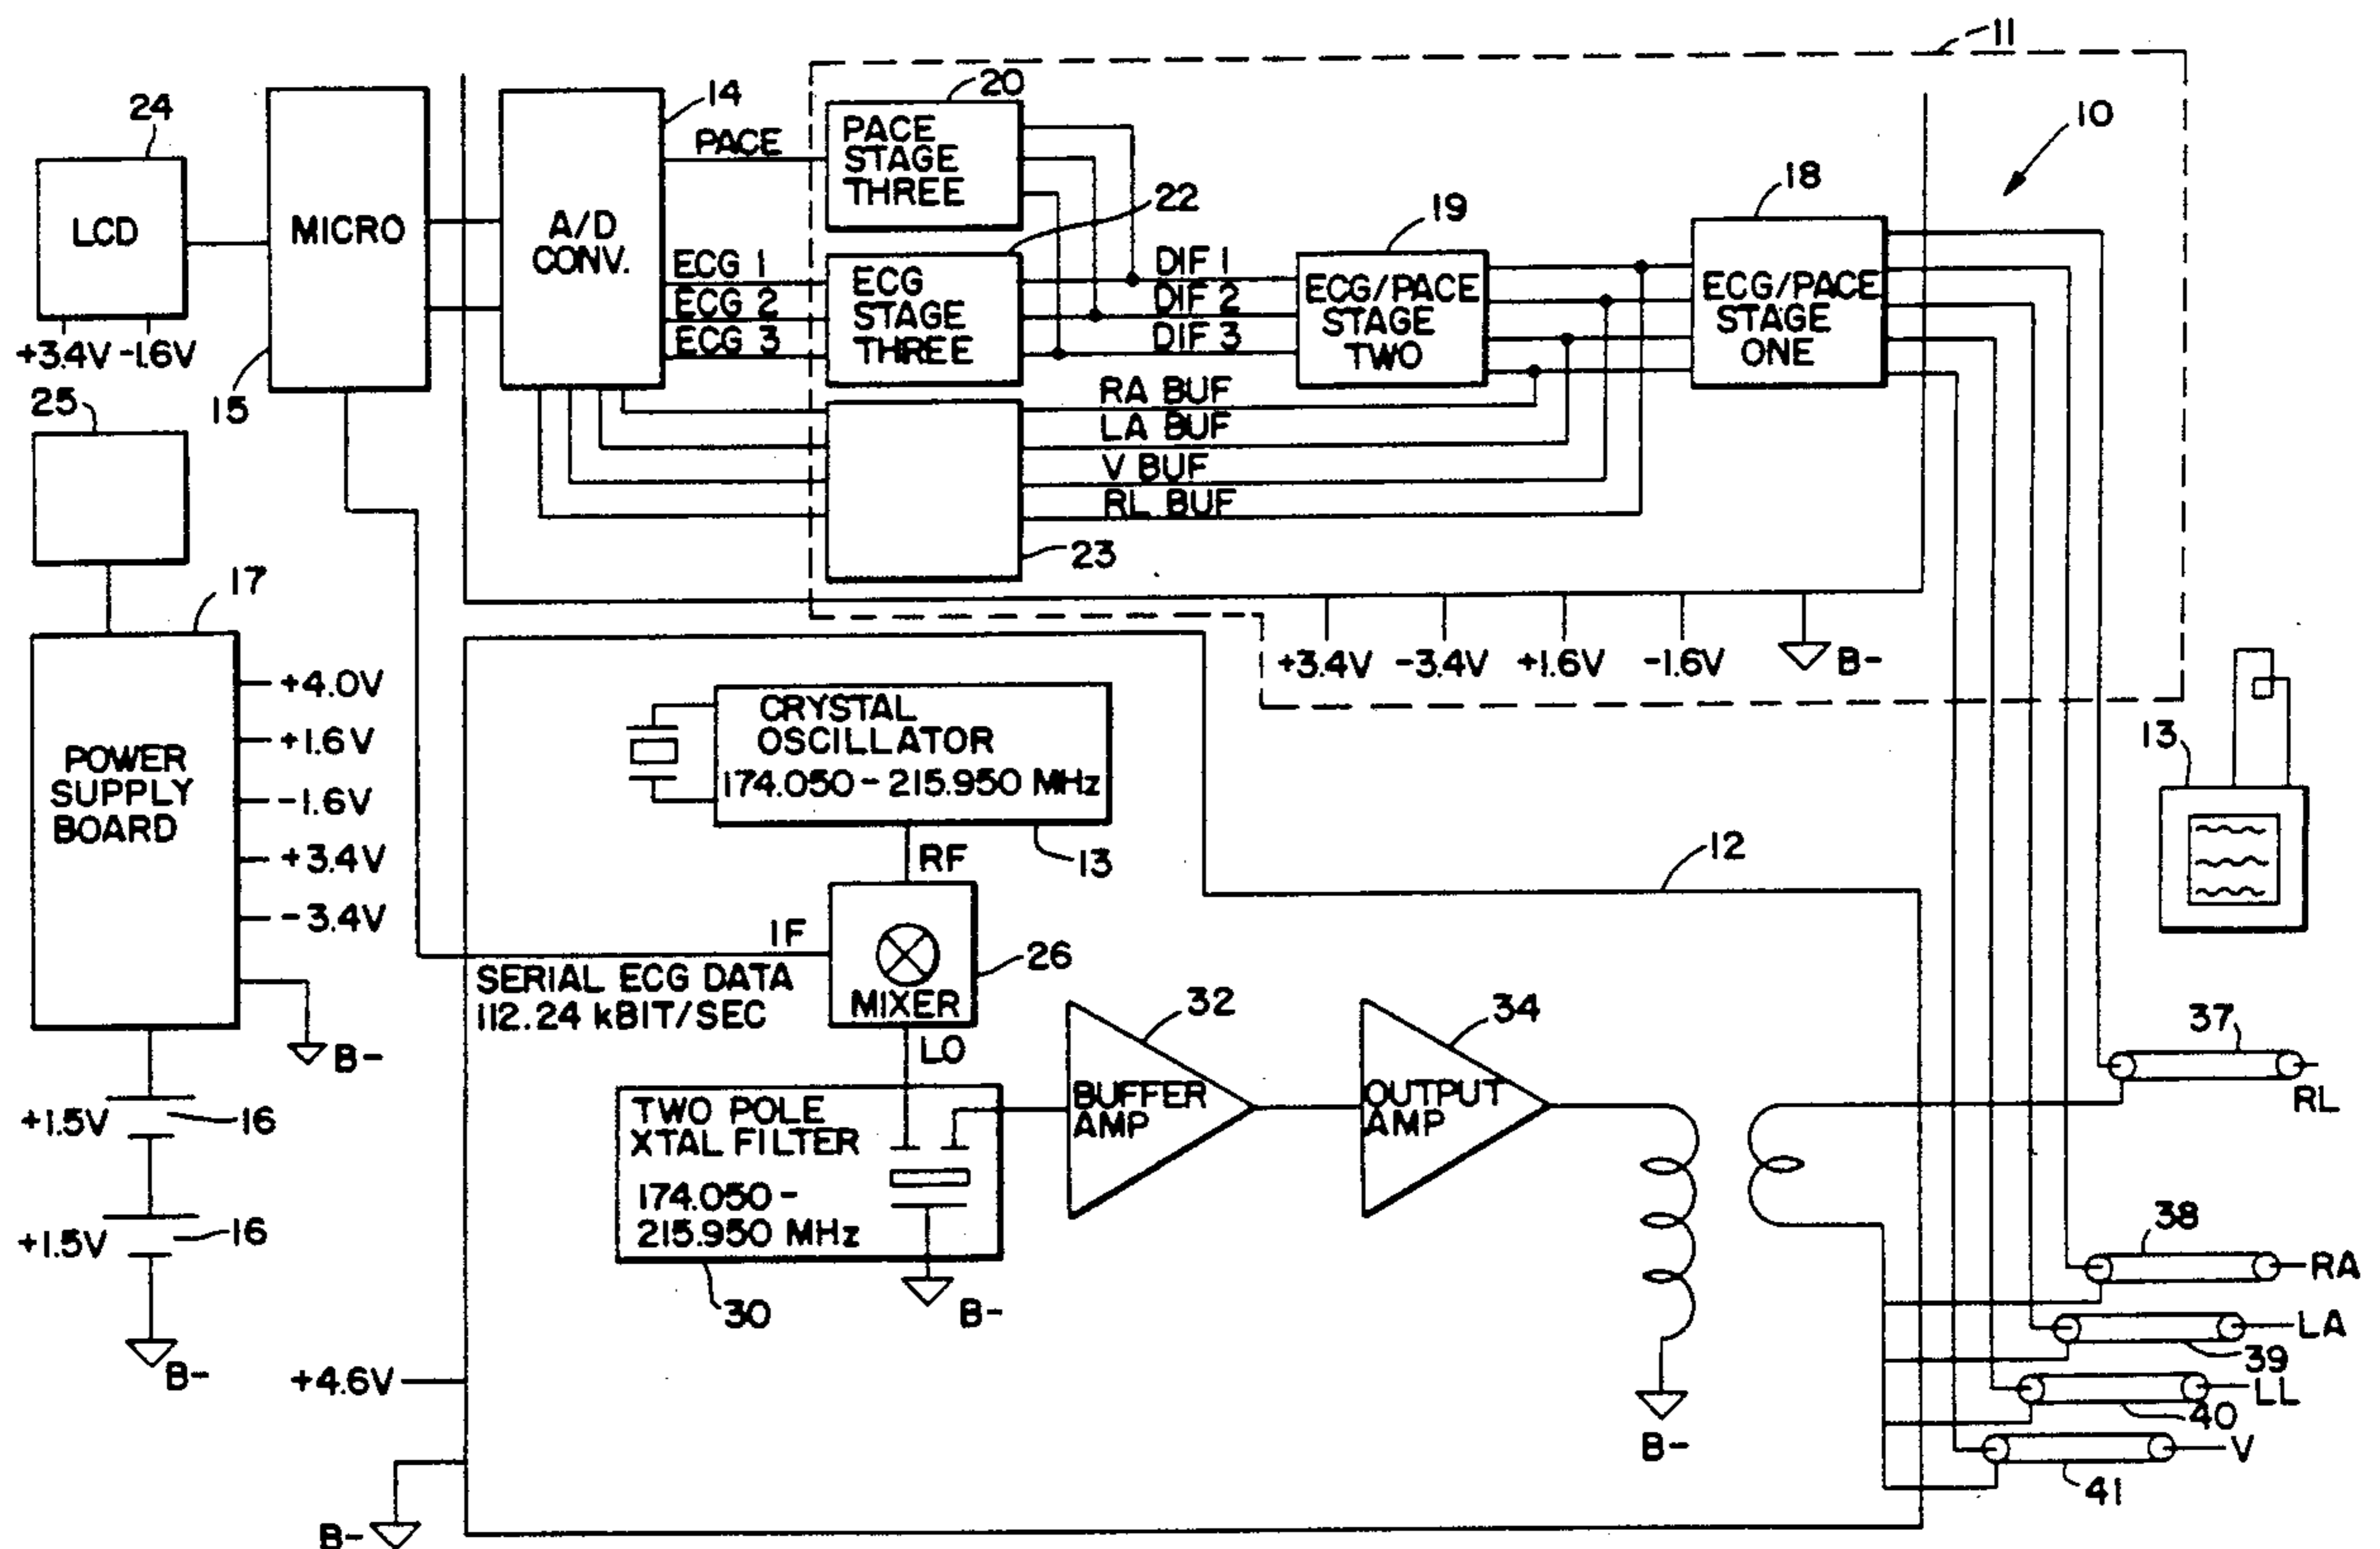 11
10
24
LCD
+3.4V -1.6V
MICRO
15
A/D
CONV.
14
PACE
ECG 1
ECG 2
ECG 3
20
PACE
STAGE
THREE
22
ECG
STAGE
THREE
DIF 1
DIF 2
DIF 3
19
ECG/PACE
STAGE
TWO
18
ECG/PACE
STAGE
ONE
RA BUF
LA BUF
V BUF
RL BUF
23
+3.4V -3.4V +1.6V -1.6V B-
25
17
POWER
SUPPLY
BOARD
+4.0V
+1.6V
-1.6V
+3.4V
-3.4V
B-
+1.5V 16
+1.5V 16
B-
CRYSTAL
OSCILLATOR
174.050-215.950 MHz
13
RF
12
13
IF
SERIAL ECG DATA
112.24 kBIT/SEC
MIXER
26
LO
TWO POLE
XTAL FILTER
174.050-
215.950 MHz
30
B-
32
BUFFER
AMP
34
OUTPUT
AMP
B-
37
RL
38
RA
LA
39
LL
40
V
41
+4.6V
B-